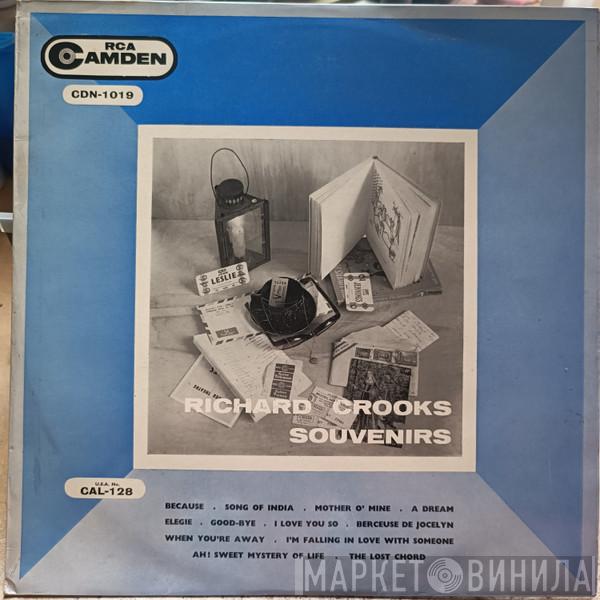 RCA
CAMDEN
CDN-1019
LESLIE
RICHARD CROOKS
SOUVENIRS
U.S.A. No.
CAL-128
BECAUSE . SONG OF INDIA . MOTHER O' MINE . A DREAM
ELEGIE . GOOD-BYE . I LOVE YOU SO . BERCEUSE DE JOCELYN
WHEN YOU'RE AWAY . I'M FALLING IN LOVE WITH SOMEONE
AH! SWEET MYSTERY OF LIFE . THE LOST CHORD
МАРКЕТ ВИНИЛА